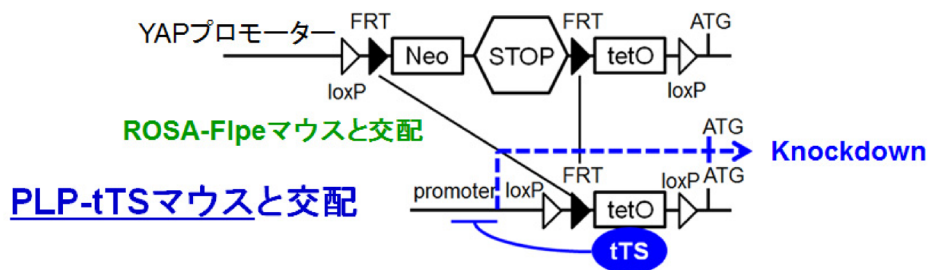 FRT FRT ATG
YAPプロモーター Neo STOP tetO
loxP loxP
ROSA-Flpeマウスと交配 ATG
Knockdown
FRT
promoter loxP loxP ATG
PLP-tTSマウスと交配 tetO
tTS